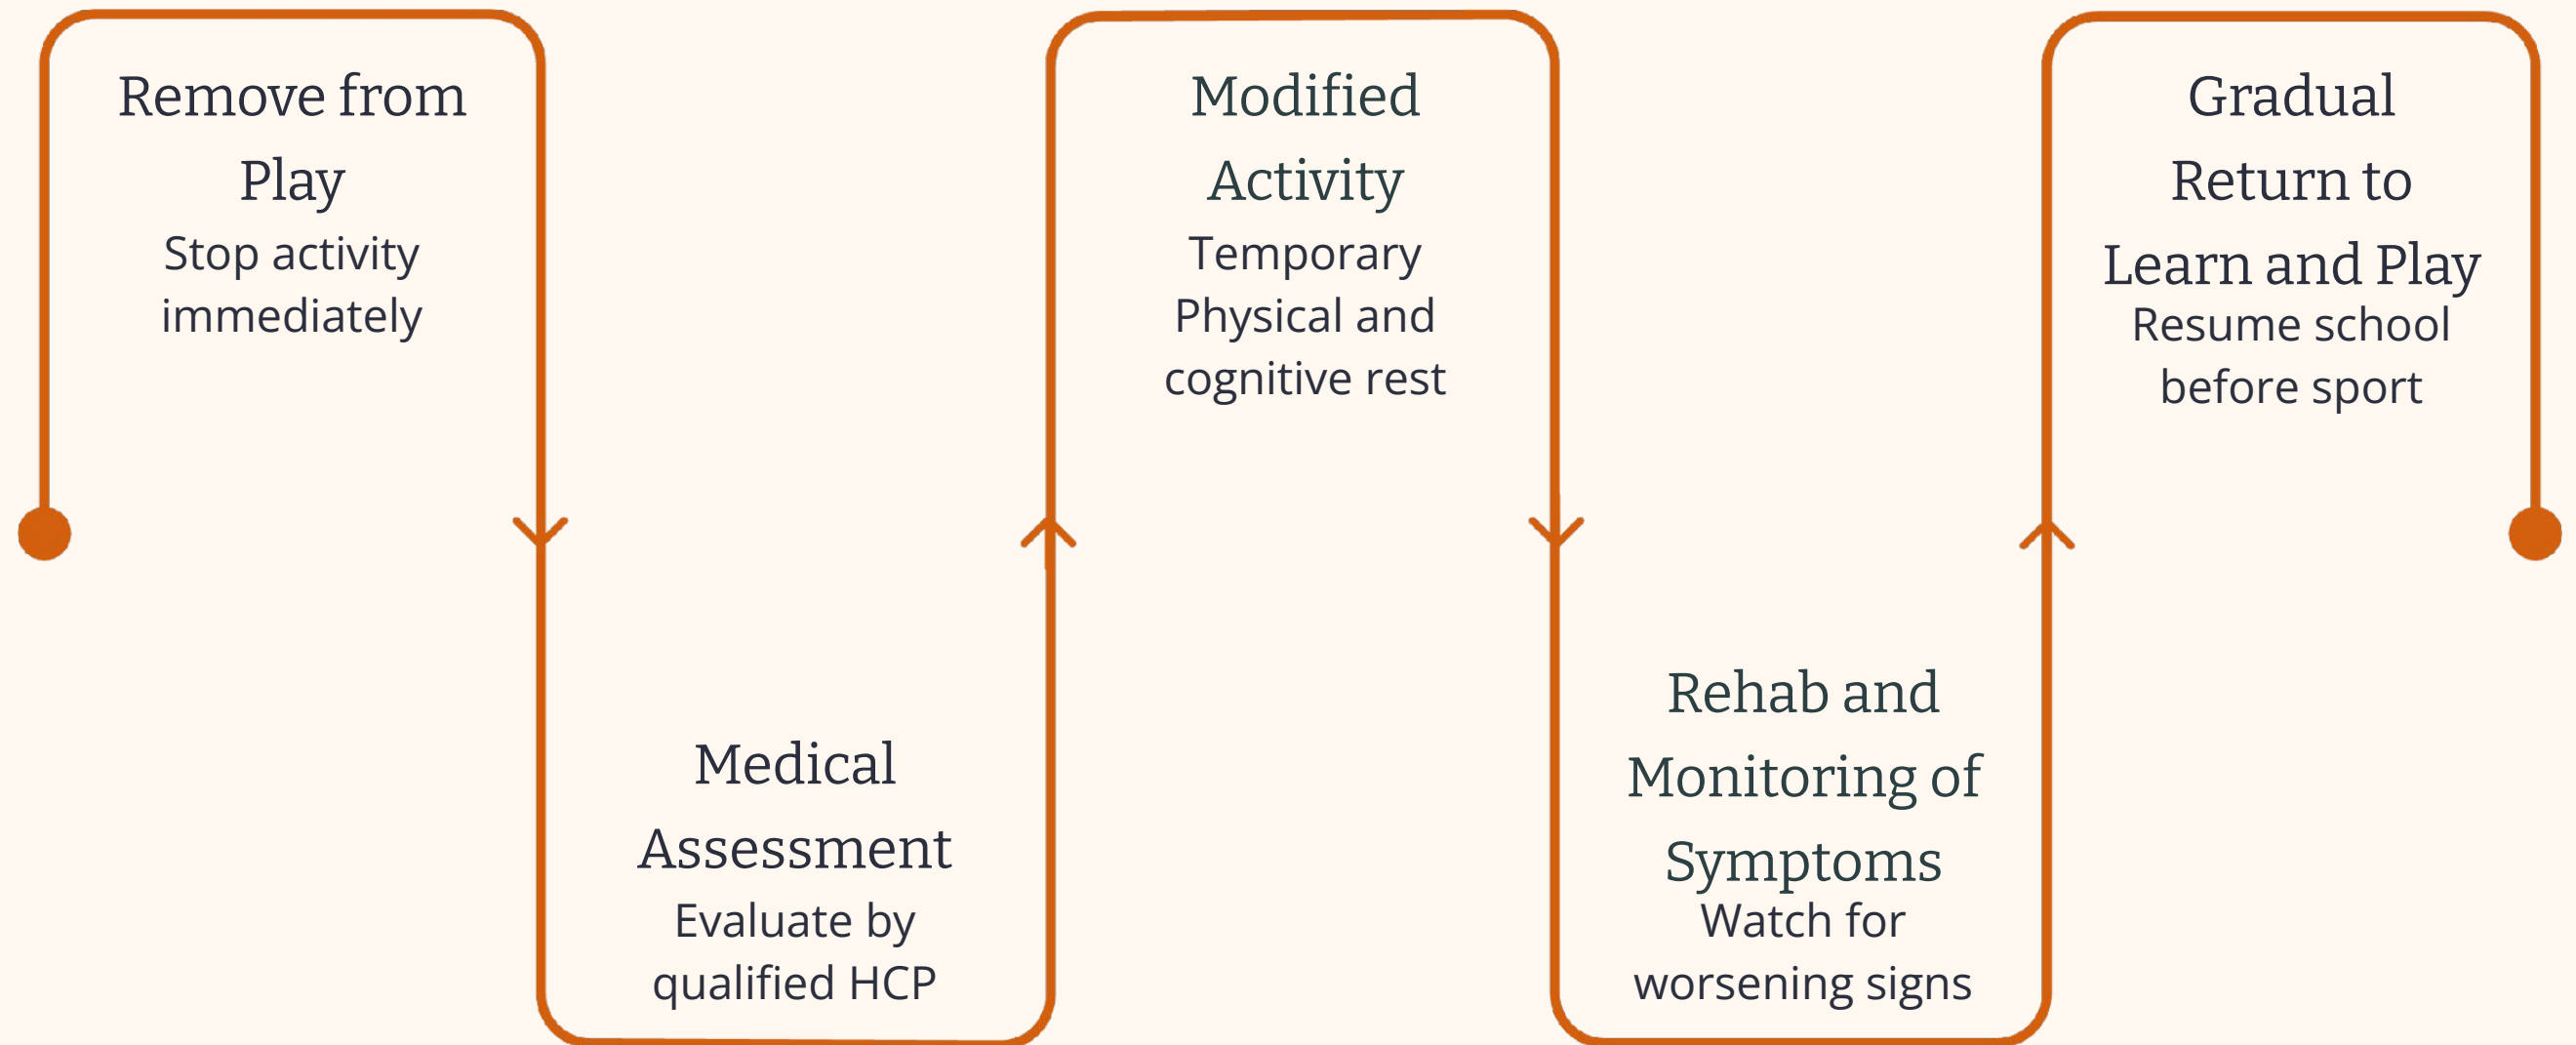 Remove from
Play
Stop activity
immediately
Medical
Assessment
Evaluate by
qualified HCP
Modified
Activity
Temporary
Physical and
cognitive rest
Rehab and
Monitoring of
Symptoms
Watch for
worsening signs
Gradual
Return to
Learn and Play
Resume school
before sport